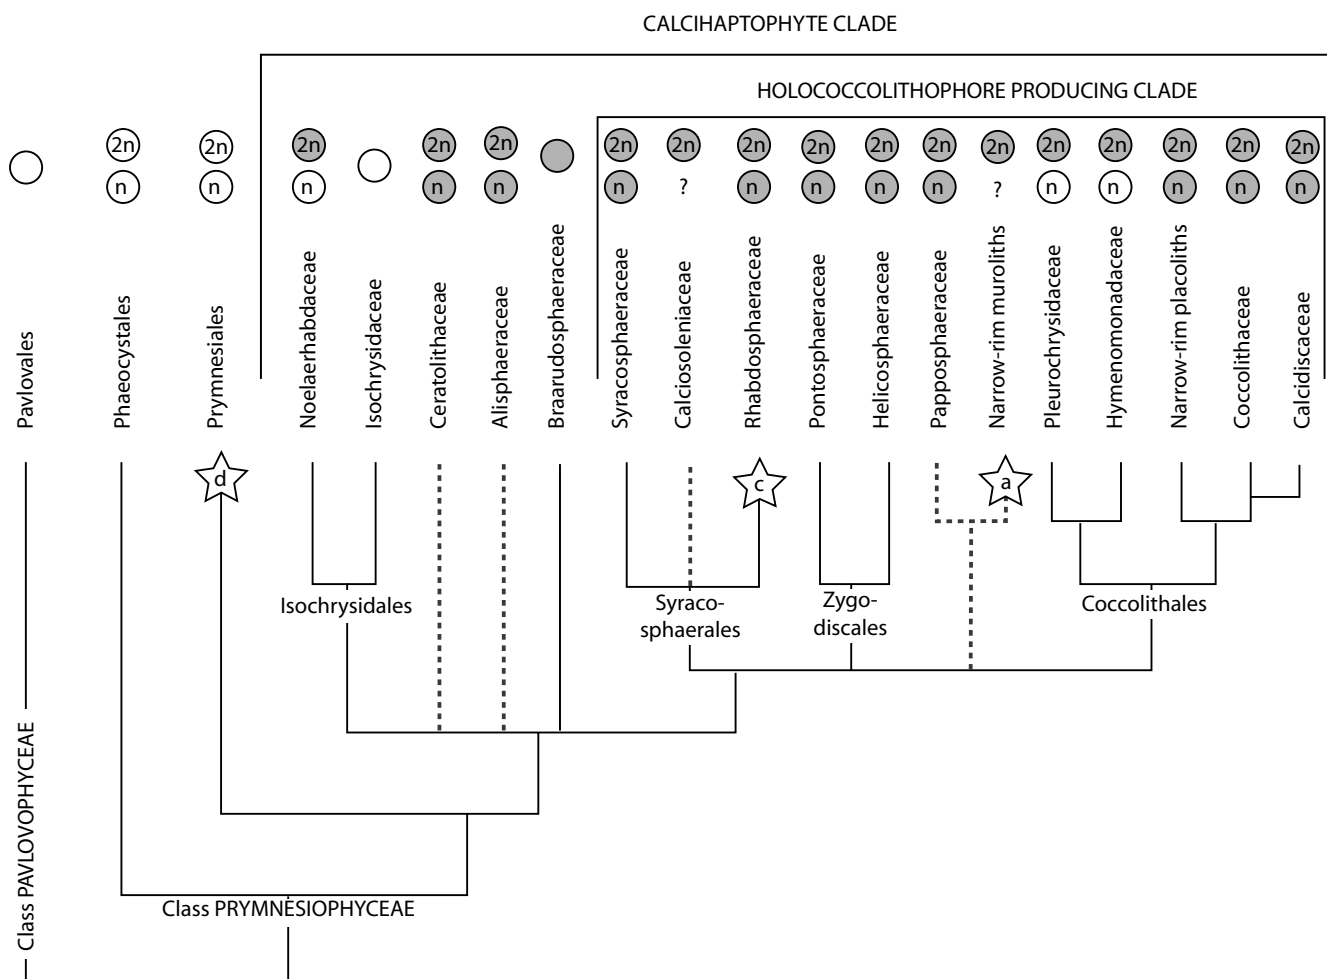 CALCIHAPTOPHYTE CLADE
HOLOCOCCOLITHOPHORE PRODUCING CLADE
2n 2n 2n 2n 2n 2n 2n 2n 2n 2n 2n 2n 2n 2n 2n 2n
n n n n n n ? n n n n ? n n n n n
Pavlovales
Phaeocystales
Prymnesiales
Noelaerhabdaceae
Isochrysidaceae
Ceratolithaceae
Alisphaeraceae
Braarudosphaeraceae
Syracosphaeraceae
Calciosoleniaceae
Rhabdosphaeraceae
Pontosphaeraceae
Helicosphaeraceae
Papposphaeraceae
Narrow-rim muroliths
Pleurochrysidaceae
Hymenomonadaceae
Narrow-rim placoliths
Coccolithaceae
Calcidiscaceae
d
c
a
Isochrysidales
Syraco-
sphaerales
Zygo-
discales
Coccolithales
Class PAVLOVOPHYCEAE
Class PRYMNESIOPHYCEAE